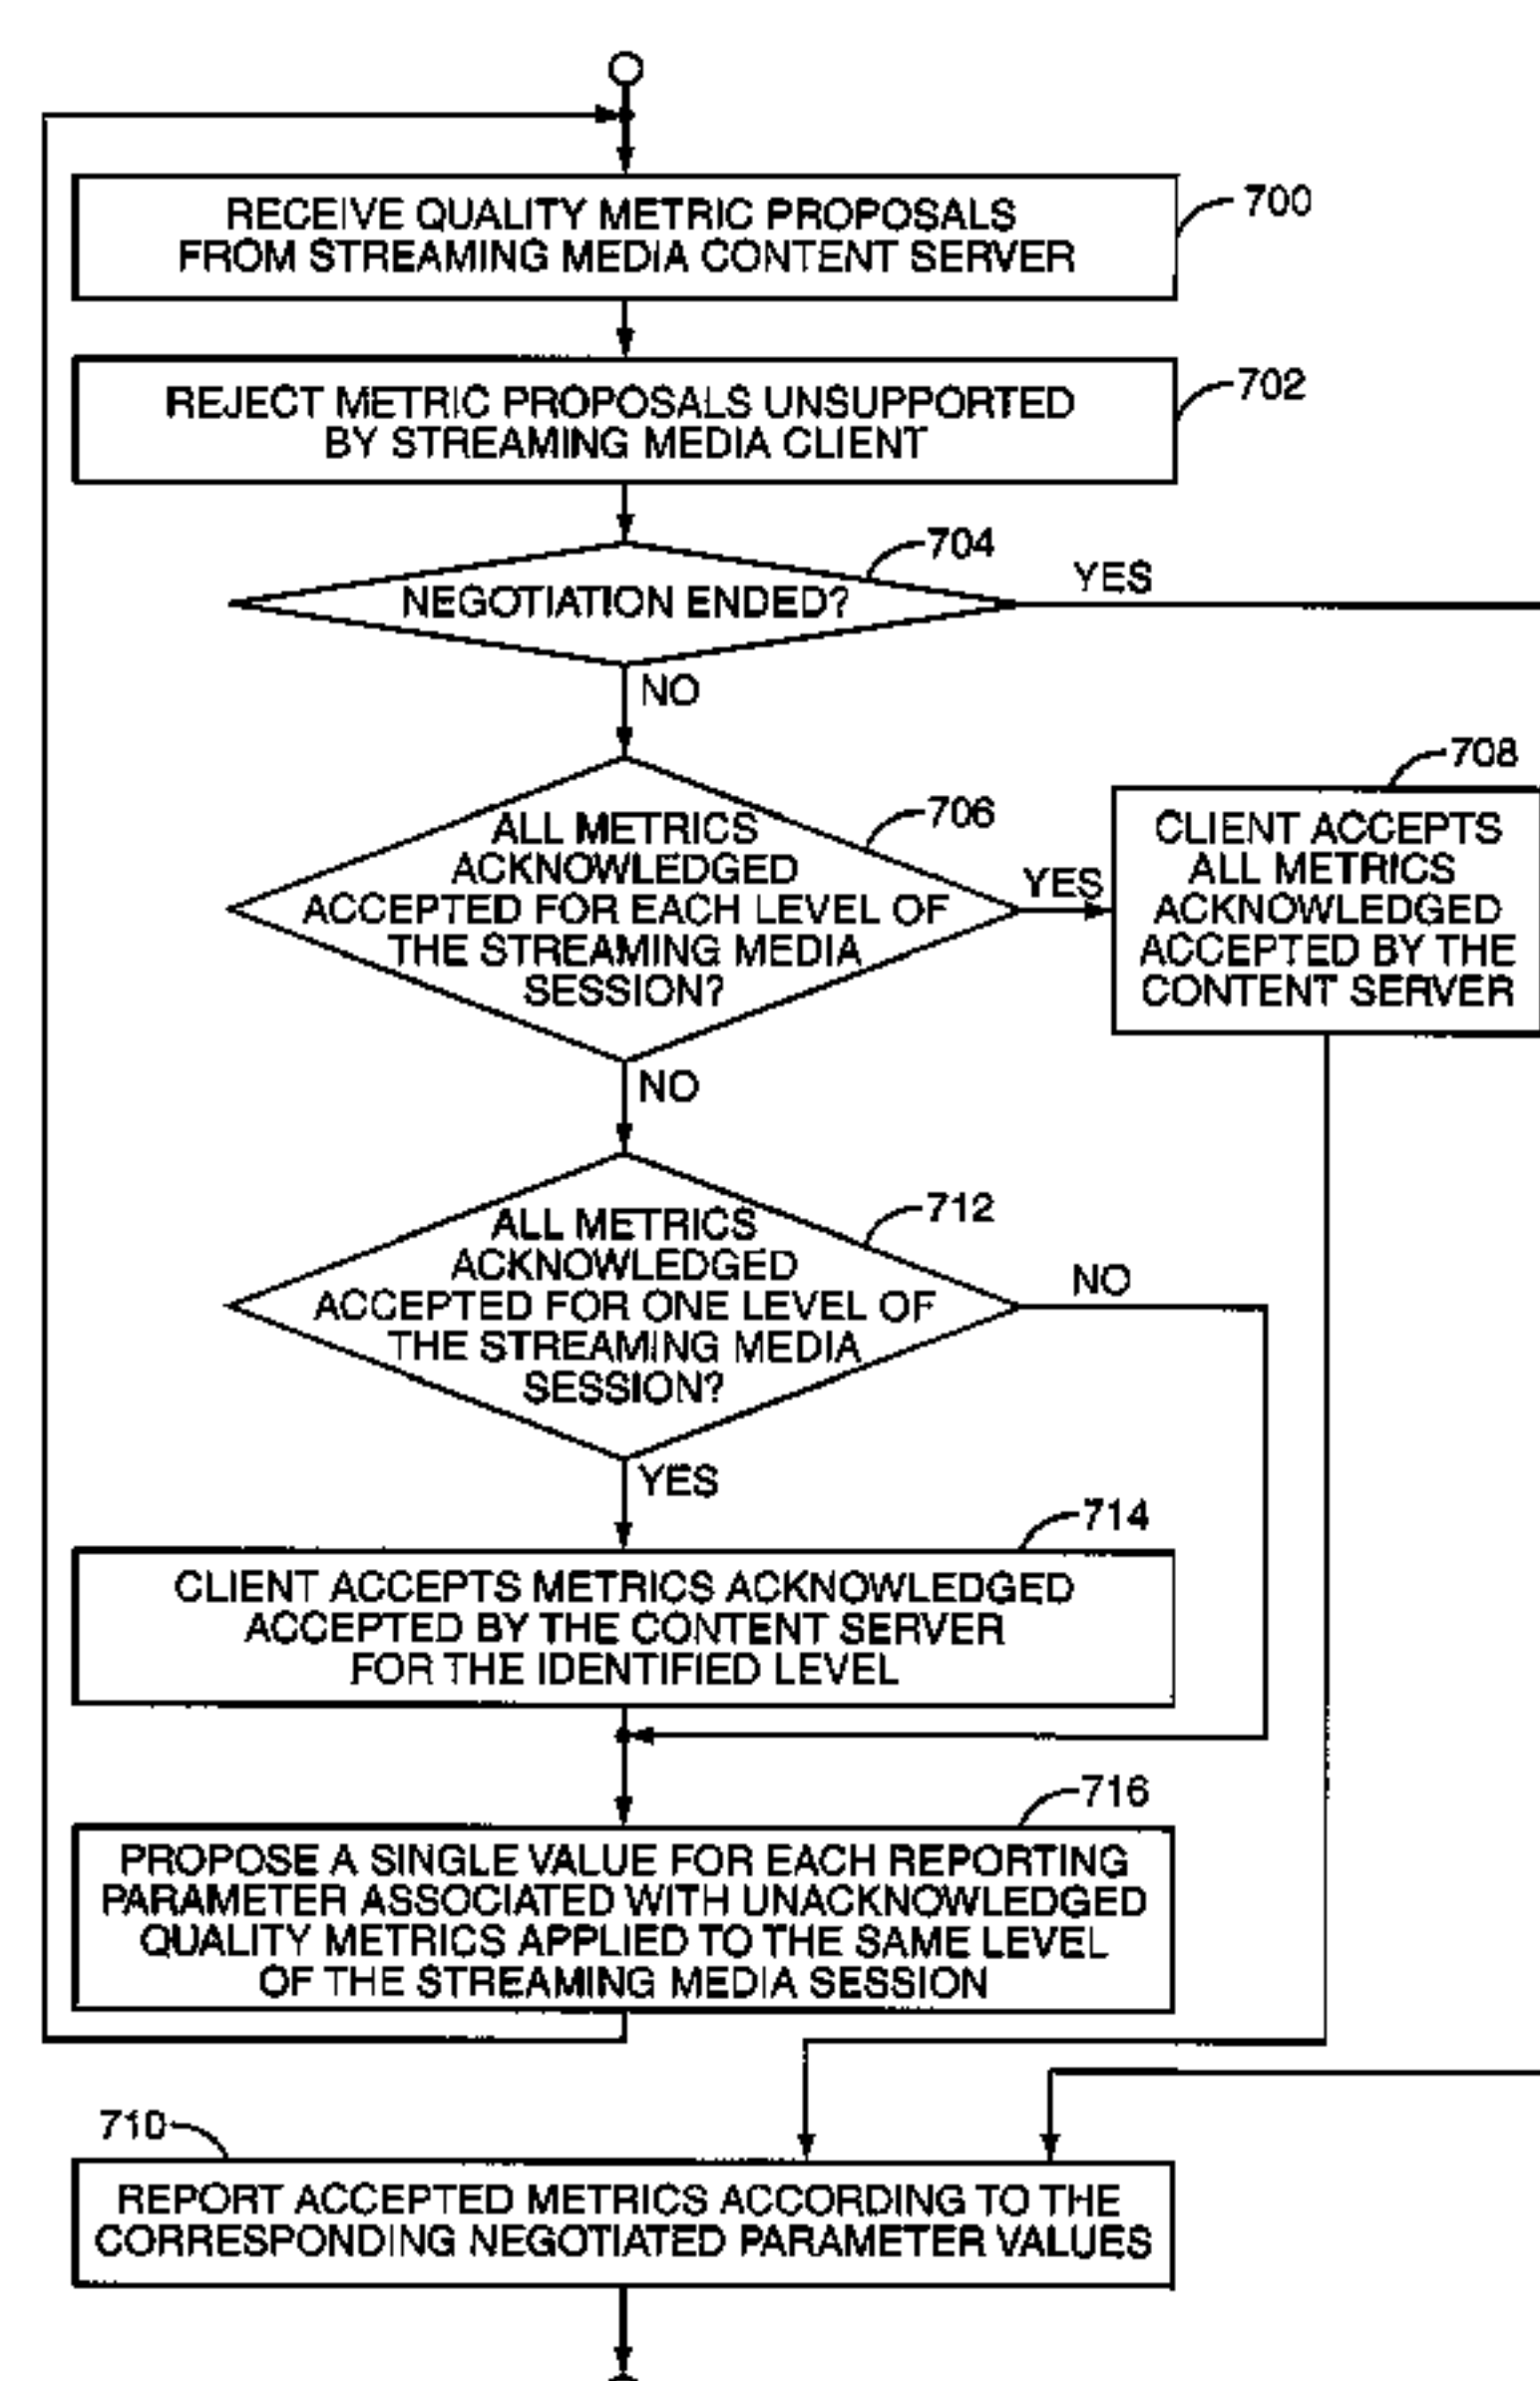 RECEIVE QUALITY METRIC PROPOSALS
FROM STREAMING MEDIA CONTENT SERVER
700
REJECT METRIC PROPOSALS UNSUPPORTED
BY STREAMING MEDIA CLIENT
702
NEGOTIATION ENDED?
704
YES
NO
ALL METRICS
ACKNOWLEDGED
ACCEPTED FOR EACH LEVEL OF
THE STREAMING MEDIA
SESSION?
706
YES
708
CLIENT ACCEPTS
ALL METRICS
ACKNOWLEDGED
ACCEPTED BY THE
CONTENT SERVER
NO
ALL METRICS
ACKNOWLEDGED
ACCEPTED FOR ONE LEVEL OF
THE STREAMING MEDIA
SESSION?
712
NO
YES
714
CLIENT ACCEPTS METRICS ACKNOWLEDGED
ACCEPTED BY THE CONTENT SERVER
FOR THE IDENTIFIED LEVEL
716
PROPOSE A SINGLE VALUE FOR EACH REPORTING
PARAMETER ASSOCIATED WITH UNACKNOWLEDGED
QUALITY METRICS APPLIED TO THE SAME LEVEL
OF THE STREAMING MEDIA SESSION
710
REPORT ACCEPTED METRICS ACCORDING TO THE
CORRESPONDING NEGOTIATED PARAMETER VALUES